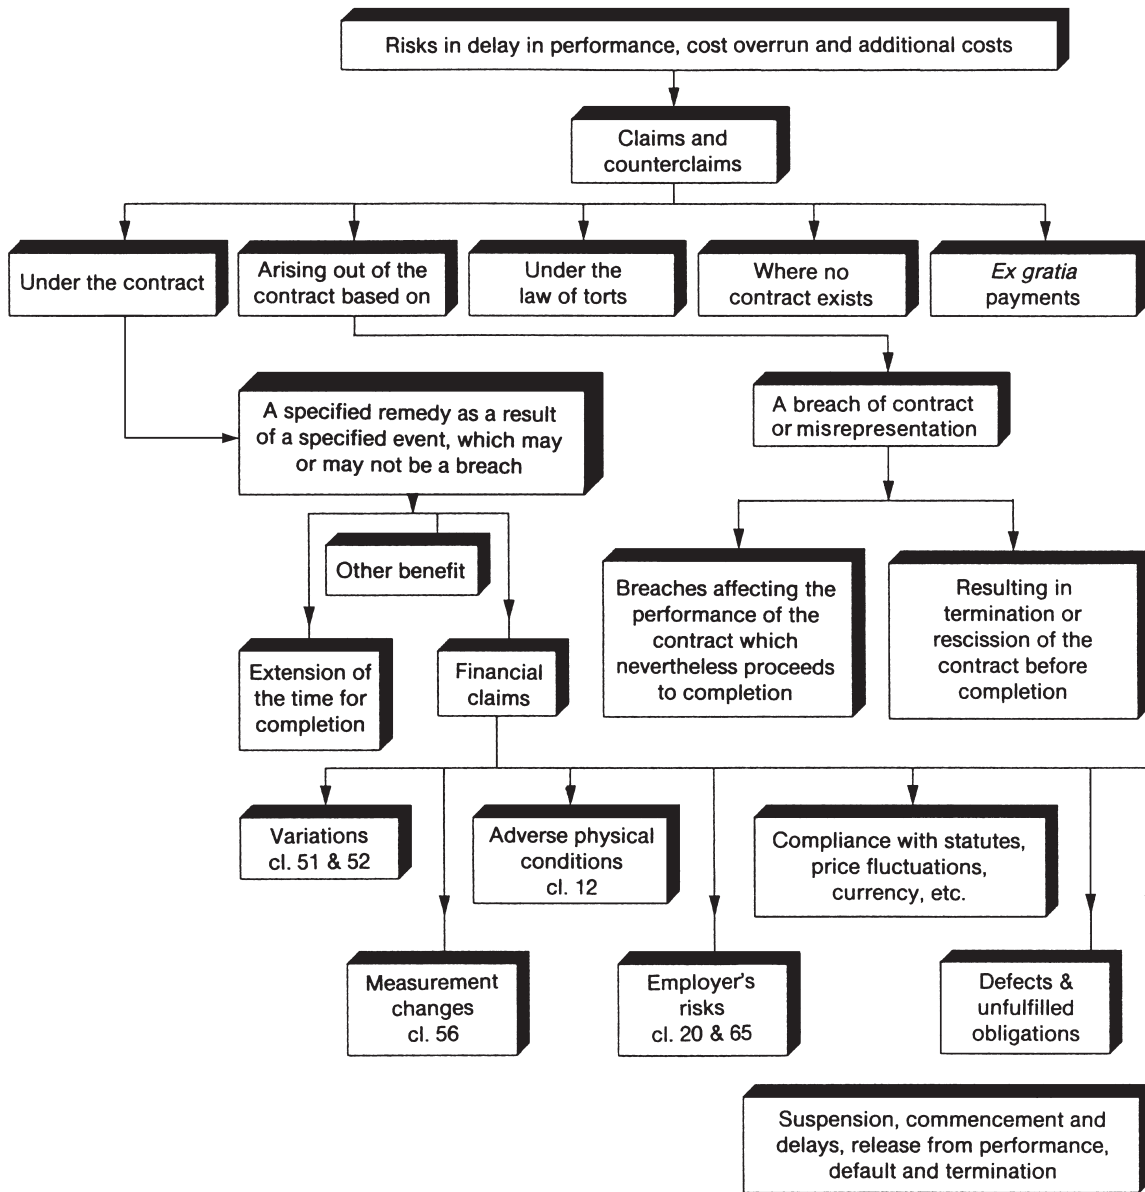 Risks in delay in performance, cost overrun and additional costs
Claims and
counterclaims
Under the contract
Arising out of the
contract based on
Under the
law of torts
Where no
contract exists
Ex gratia
payments
A specified remedy as a result
of a specified event, which may
or may not be a breach
A breach of contract
or misrepresentation
Other benefit
Extension of
the time for
completion
Financial
claims
Breaches affecting the
performance of the
contract which
nevertheless proceeds
to completion
Resulting in
termination or
rescission of the
contract before
completion
Variations
cl. 51 & 52
Adverse physical
conditions
cl. 12
Compliance with statutes,
price fluctuations,
currency, etc.
Measurement
changes
cl. 56
Employer's
risks
cl. 20 & 65
Defects &
unfulfilled
obligations
Suspension, commencement and
delays, release from performance,
default and termination